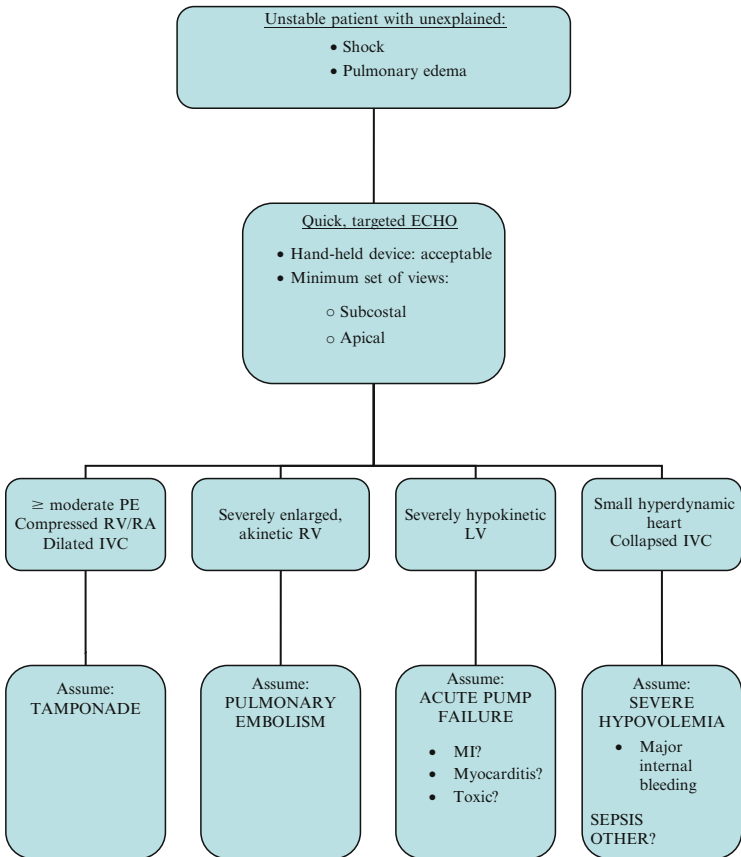 Unstable patient with unexplained:
• Shock
• Pulmonary edema
Quick, targeted ECHO
• Hand-held device: acceptable
• Minimum set of views:
○ Subcostal
○ Apical
≥ moderate PE
Compressed RV/RA
Dilated IVC
Severely enlarged,
akinetic RV
Severely hypokinetic
LV
Small hyperdynamic
heart
Collapsed IVC
Assume:
TAMPONADE
Assume:
PULMONARY
EMBOLISM
Assume:
ACUTE PUMP
FAILURE
• MI?
• Myocarditis?
• Toxic?
Assume:
SEVERE
HYPOVOLEMIA
• Major
internal
bleeding
SEPSIS
OTHER?